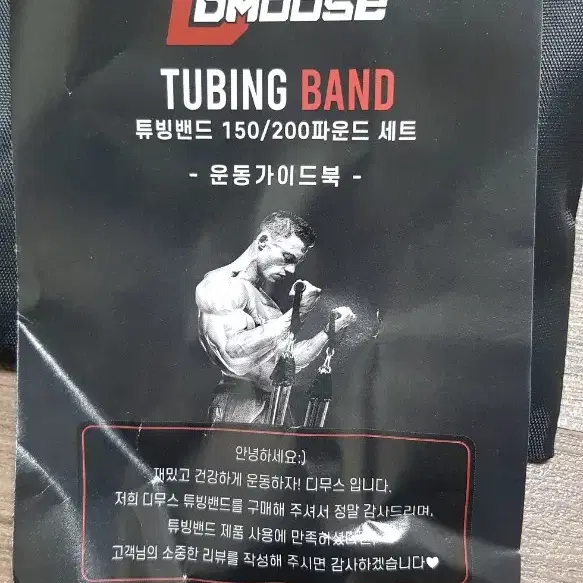 DMOOSE
TUBING BAND
튜빙밴드 150/200파운드 세트
- 운동가이드북 -
안녕하세요:)
재밌고 건강하게 운동하자! 디무스 입니다.
저희 디무스 튜빙밴드를 구매해 주셔서 정말 감사드리며,
튜빙밴드 제품 사용에 만족하셨다면,
고객님의 소중한 리뷰를 작성해 주시면 감사하겠습니다♥